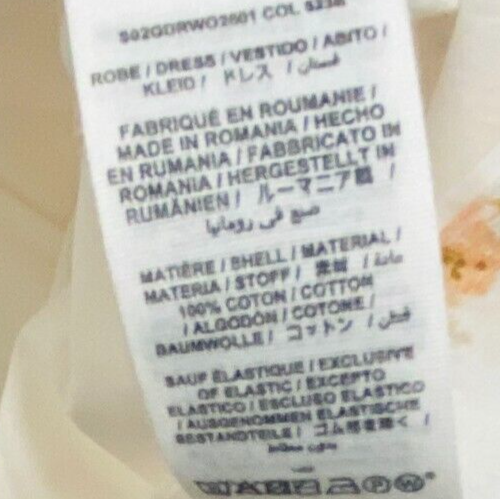 S02GDRWO2601 COL
ROBE / DRESS / VESTIDO / ABITO /
KLEID / ドレス / فستان
FABRIQUÉ EN ROUMANIE /
MADE IN ROMANIA / HECHO
EN RUMANIA / FABBRICATO IN
ROMANIA / HERGESTELLT IN
RUMÄNIEN / ルーマニア製 /
صنع في رومانيا
MATIÈRE / SHELL / MATERIAL /
MATERIA / STOFF / 素材 / مادة
100% COTON / COTTON
/ ALGODÓN / COTONE /
BAUMWOLLE / コットン / قطن
SAUF ÉLASTIQUE / EXCLUSIVE
OF ELASTIC / EXCEPTO
ELASTICO / ESCLUSO ELASTICO
/ AUSGENOMMEN ELASTISCHE
BESTANDTEILE / ゴム部を除く /
بدون مطاط